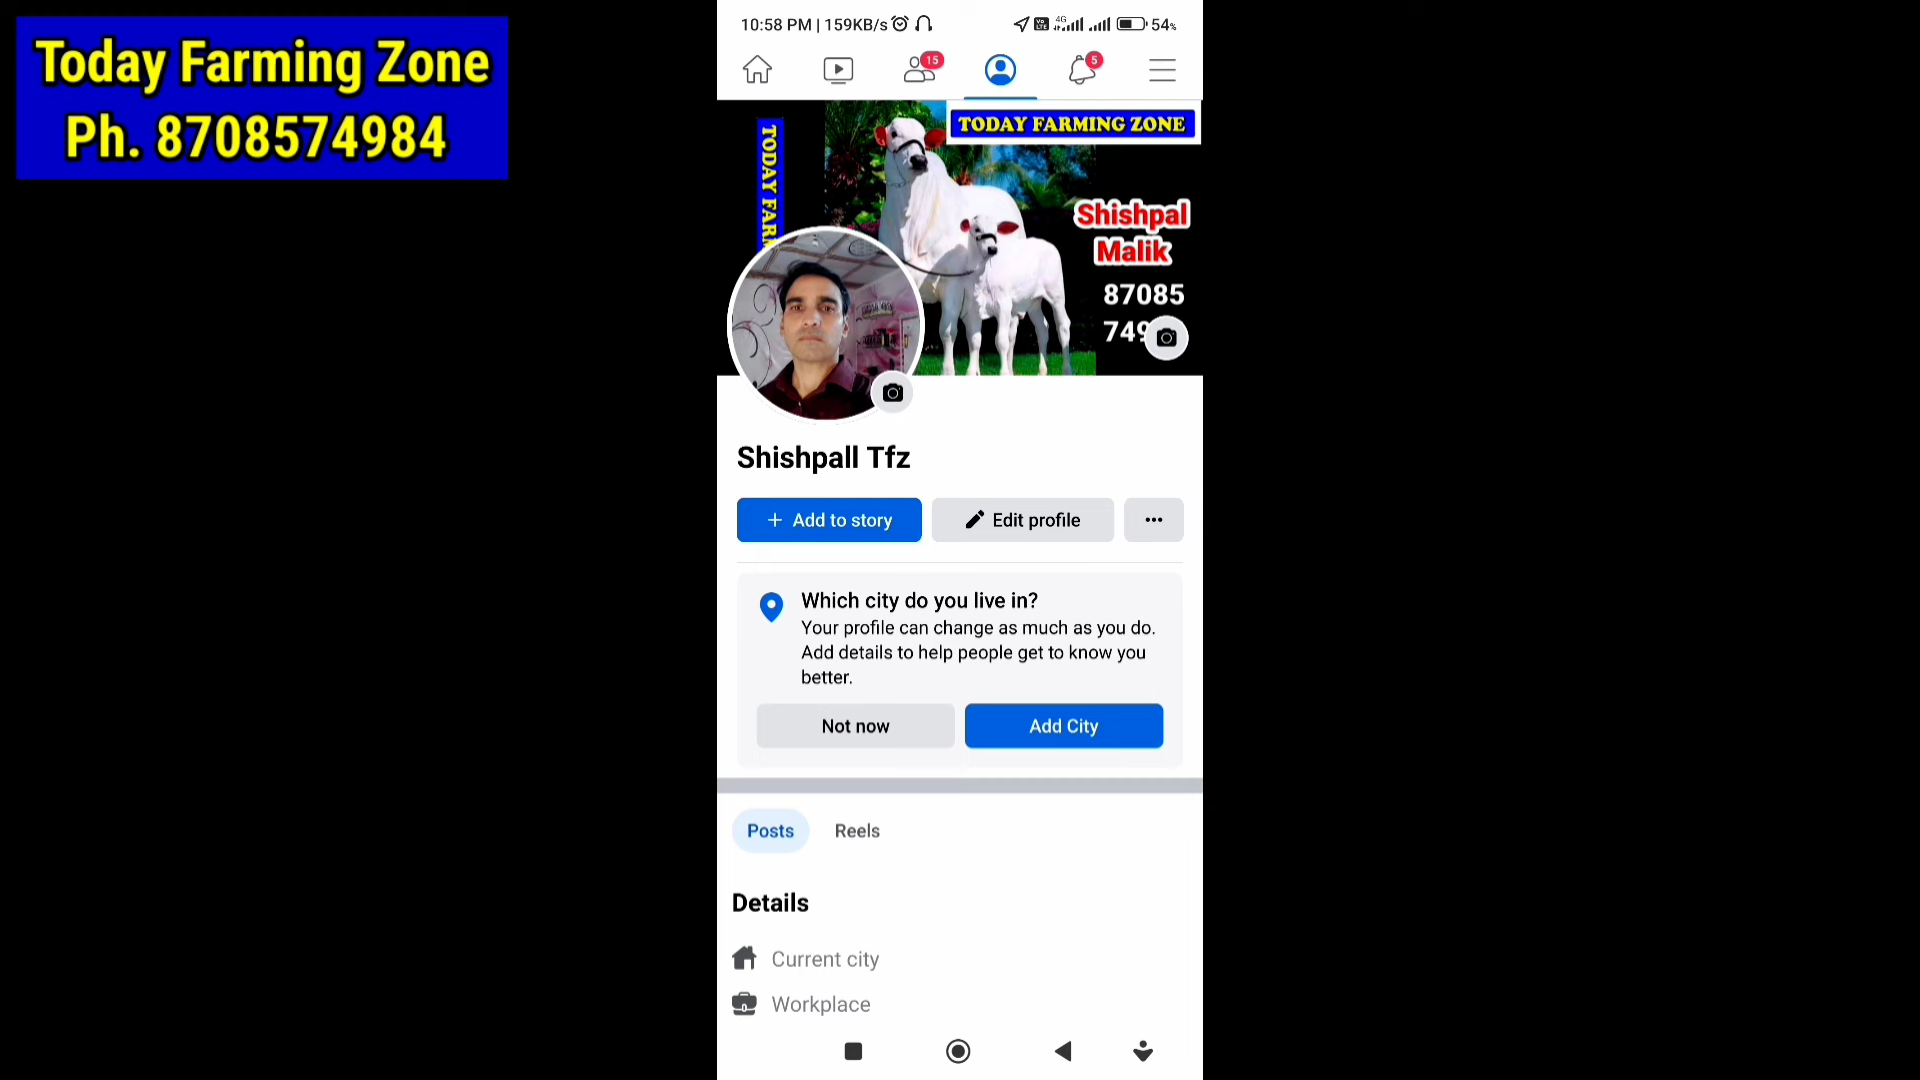 Today Farming Zone
Ph. 8708574984
10:58 PM | 159KB/s
4G
54%
15
5
TODAY FARMING ZONE
TODAY FAR
Shishpal
Malik
87085
749
Shishpall Tfz
+ Add to story
Edit profile
...
Which city do you live in?
Your profile can change as much as you do.
Add details to help people get to know you
better.
Not now
Add City
Posts
Reels
Details
Current city
Workplace